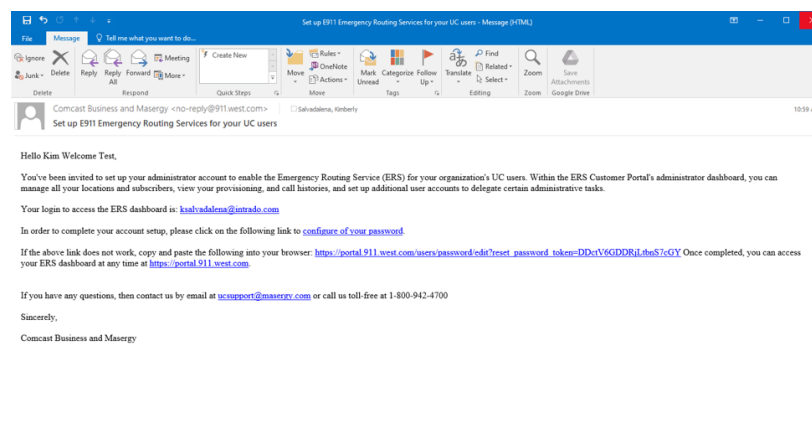 Set up E911 Emergency Routing Services for your UC users - Message (HTML)
File Message Tell me what you want to do...
Ignore
Junk
Delete
Reply
Reply All
Forward
Meeting
More
Create New
Move
Rules
OneNote
Actions
Mark Unread
Categorize
Follow Up
Translate
Find
Related
Select
Zoom
Save Attachments
Delete Respond Quick Steps Move Tags Editing Zoom Google Drive
Comcast Business and Masergy <no-reply@911.west.com> Salvadalena, Kimberly 10:59
Set up E911 Emergency Routing Services for your UC users
Hello Kim Welcome Test,
You've been invited to set up your administrator account to enable the Emergency Routing Service (ERS) for your organization's UC users. Within the ERS Customer Portal's administrator dashboard, you can
manage all your locations and subscribers, view your provisioning, and call histories, and set up additional user accounts to delegate certain administrative tasks.
Your login to access the ERS dashboard is: ksalvadalena@intrado.com
In order to complete your account setup, please click on the following link to configure of your password.
If the above link does not work, copy and paste the following into your browser: https://portal.911.west.com/users/password/edit?reset_password_token=DDctV6GDDRjLtbnS7cGY Once completed, you can access
your ERS dashboard at any time at https://portal.911.west.com.
If you have any questions, then contact us by email at ucsupport@masergy.com or call us toll-free at 1-800-942-4700
Sincerely,
Comcast Business and Masergy